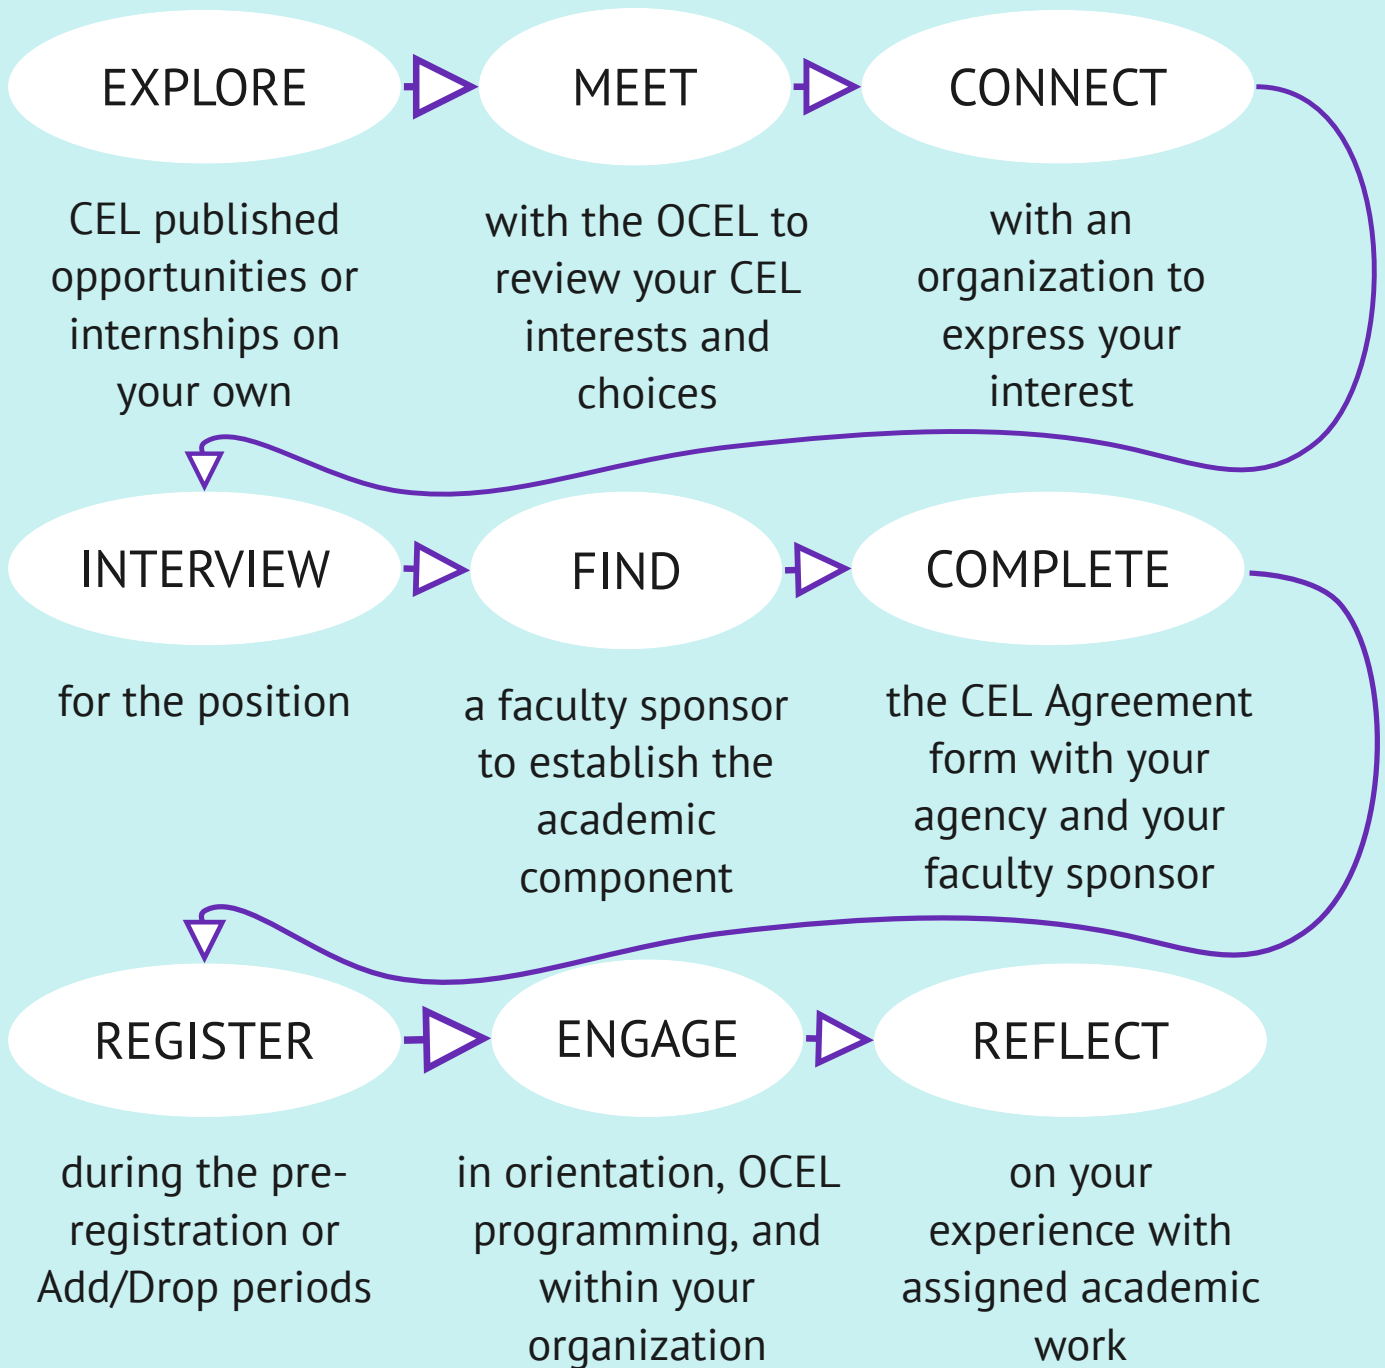 EXPLORE
CEL published
opportunities or
internships on
your own
MEET
with the OCEL to
review your CEL
interests and
choices
CONNECT
with an
organization to
express your
interest
INTERVIEW
for the position
FIND
a faculty sponsor
to establish the
academic
component
COMPLETE
the CEL Agreement
form with your
agency and your
faculty sponsor
REGISTER
during the pre-
registration or
Add/Drop periods
ENGAGE
in orientation, OCEL
programming, and
within your
organization
REFLECT
on your
experience with
assigned academic
work